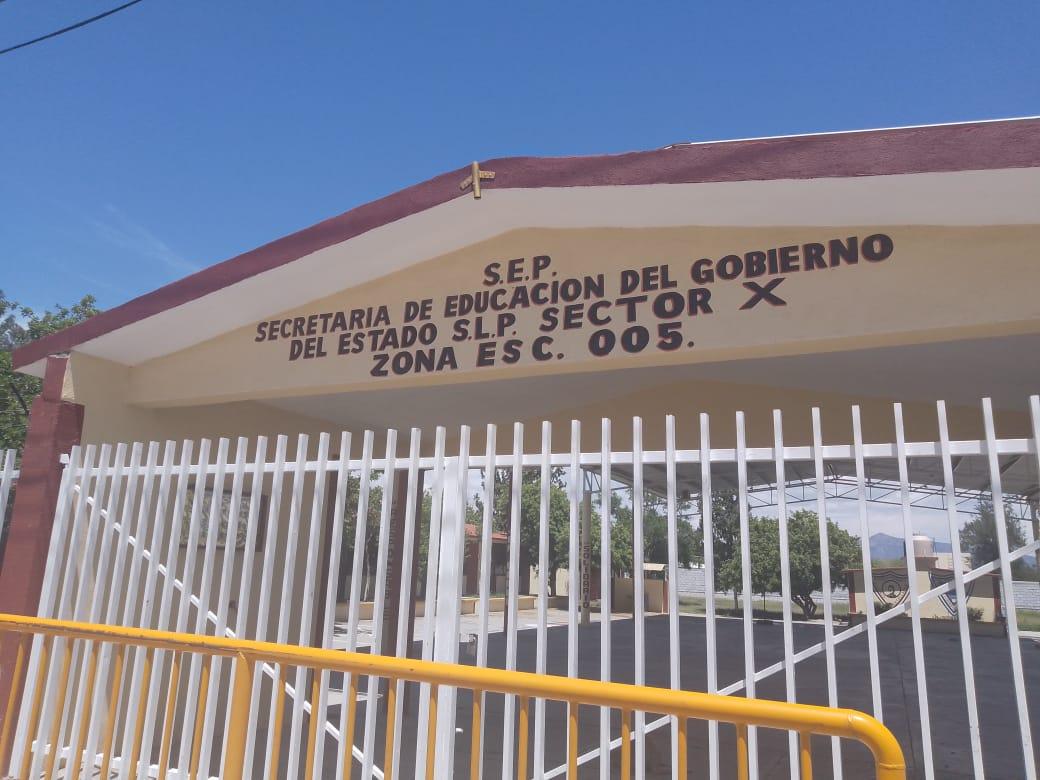 S.E.P.
SECRETARIA DE EDUCACION DEL GOBIERNO
DEL ESTADO S.L.P. SECTOR X
ZONA ESC. 005.